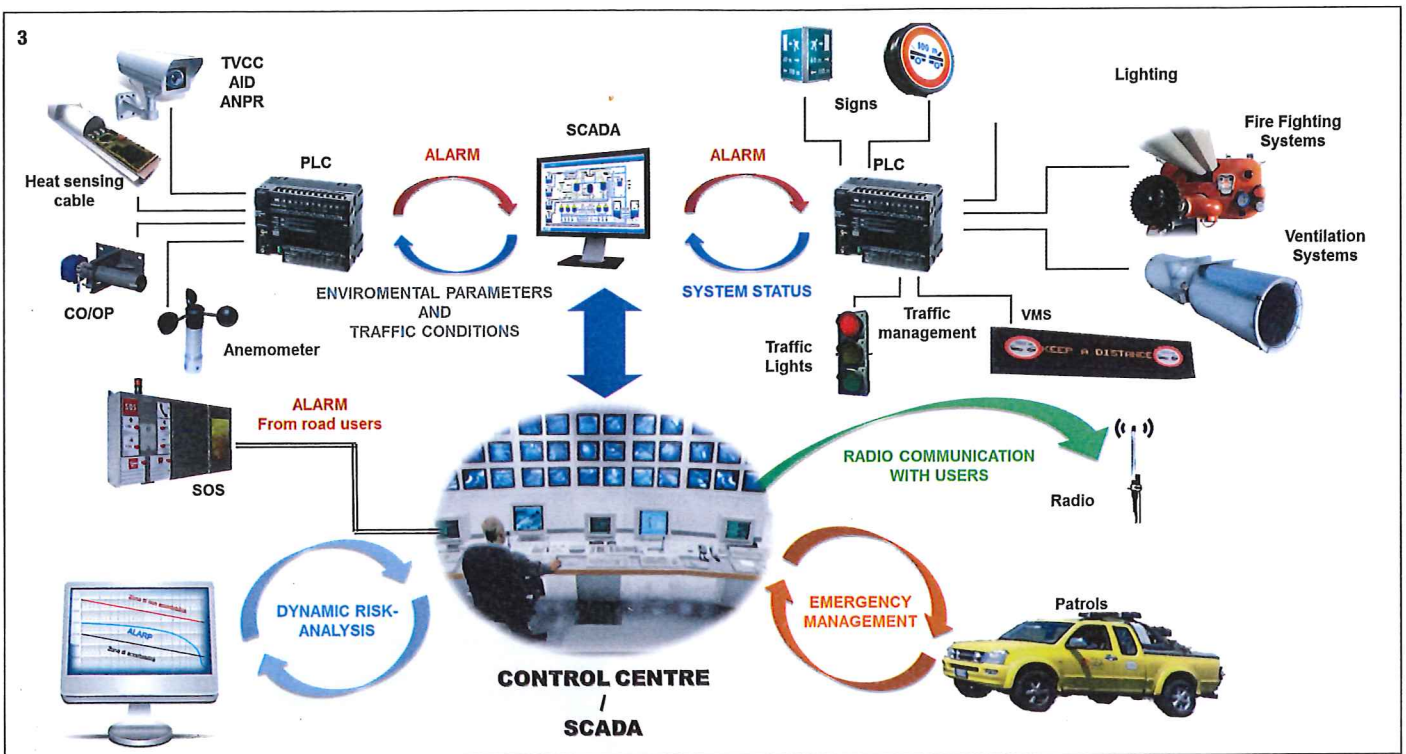 3
TVCC
AID
ANPR
Heat sensing
cable
CO/OP
Anemometer
PLC
ALARM
SCADA
ALARM
ENVIROMENTAL PARAMETERS
AND
TRAFFIC CONDITIONS
SYSTEM STATUS
Signs
PLC
Lighting
Fire Fighting
Systems
Ventilation
Systems
Traffic
Lights
Traffic
management
VMS
KEEP A DISTANCE
SOS
SOS
ALARM
From road users
RADIO COMMUNICATION
WITH USERS
Radio
DYNAMIC RISK-
ANALYSIS
ALARP
EMERGENCY
MANAGEMENT
Patrols
CONTROL CENTRE
/
SCADA